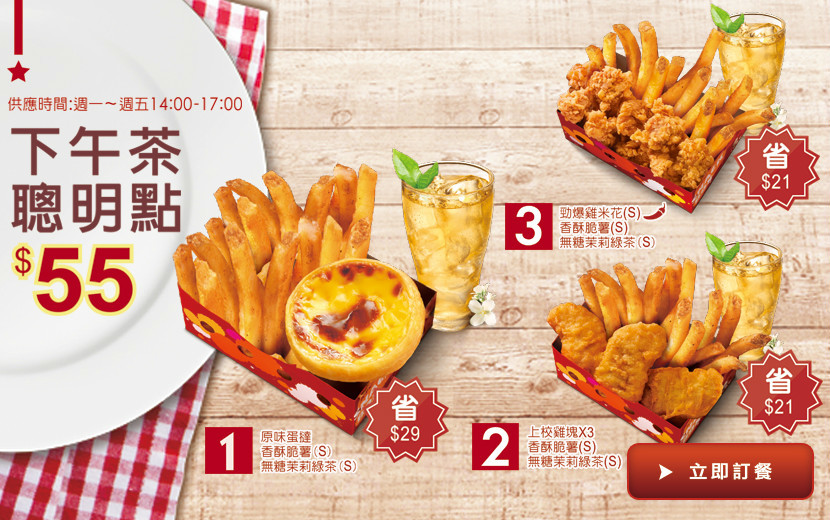 供應時間:週一~週五14:00-17:00
下午茶
聰明點
$55
1
原味蛋撻
香酥脆薯(S)
無糖茉莉綠茶(S)
省
$29
2
上校雞塊X3
香酥脆薯(S)
無糖茉莉綠茶(S)
省
$21
3
勁爆雞米花(S)
香酥脆薯(S)
無糖茉莉綠茶(S)
省
$21
立即訂餐